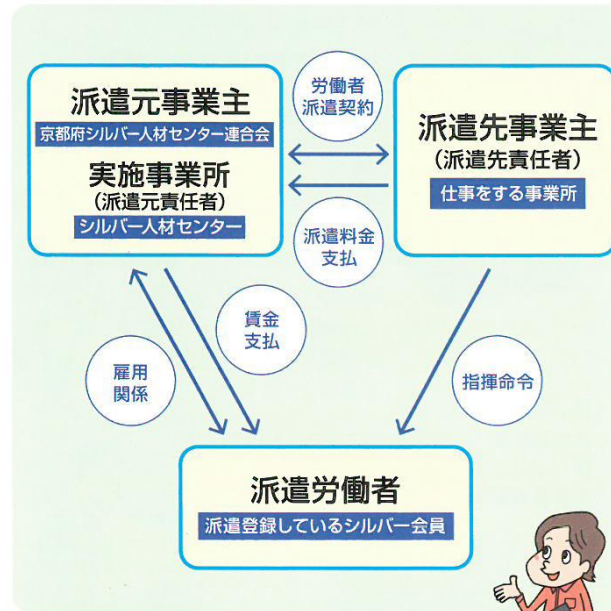 派遣元事業主
京都府シルバー人材センター連合会
実施事業所
(派遣元責任者)
シルバー人材センター
労働者
派遣契約
派遣先事業主
(派遣先責任者)
仕事をする事業所
派遣料金
支払
賃金
支払
雇用
関係
指揮命令
派遣労働者
派遣登録しているシルバー会員